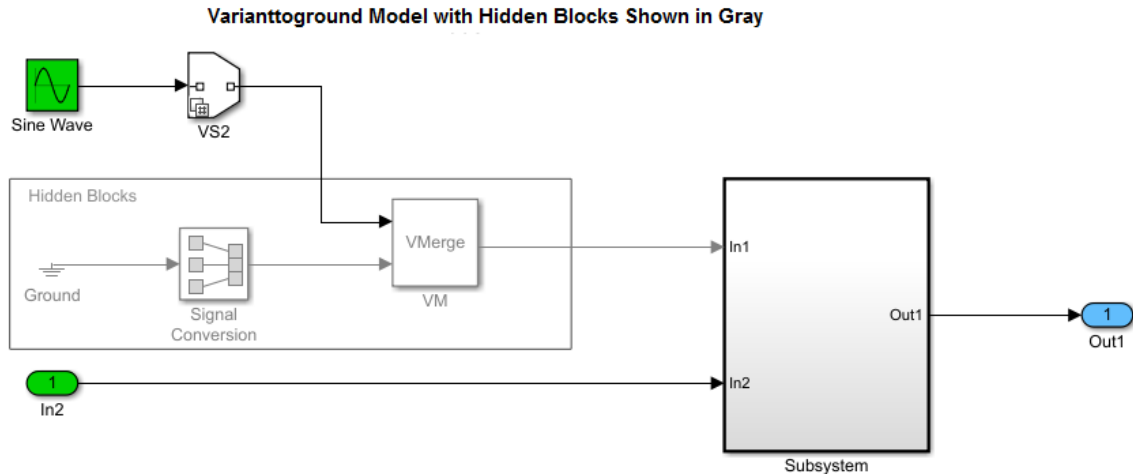 Varianttoground Model with Hidden Blocks Shown in Gray
Sine Wave
VS2
Hidden Blocks
VMerge
VM
Ground
Signal
Conversion
In1
Out1
In2
1
Out1
1
In2
Subsystem